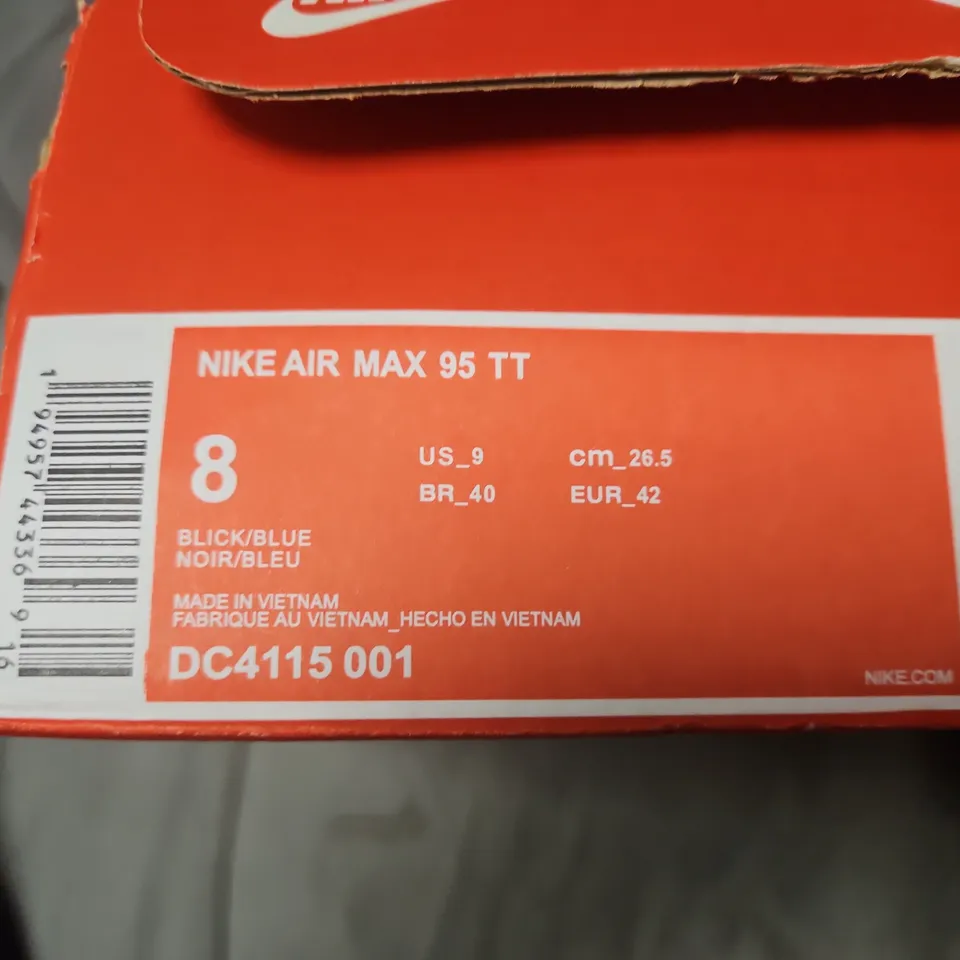 NIKE AIR MAX 95 TT
8
US_9
cm_26.5
BR_40
EUR_42
BLICK/BLUE
NOIR/BLEU
MADE IN VIETNAM
FABRIQUE AU VIETNAM_HECHO EN VIETNAM
DC4115 001
NIKE.COM
1 94957 44336 9 16